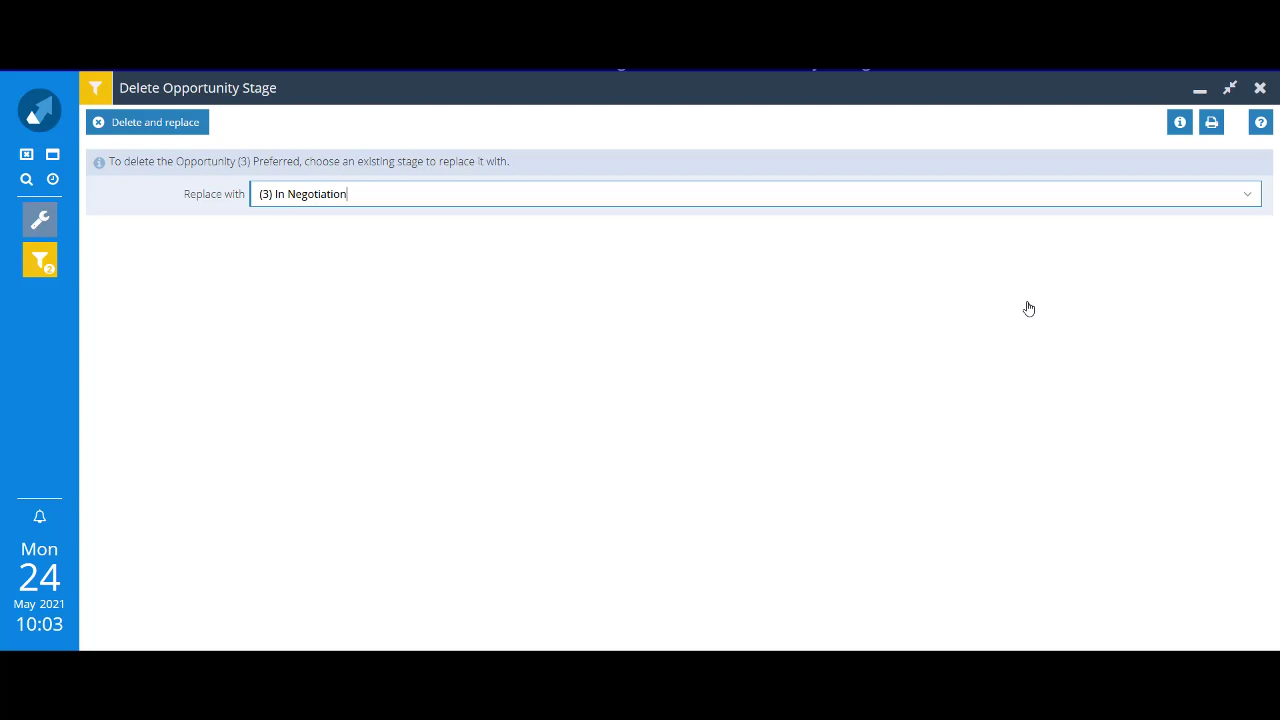 Delete Opportunity Stage
Delete and replace
To delete the Opportunity (3) Preferred, choose an existing stage to replace it with.
Replace with (3) In Negotiation
2
Mon
24
May 2021
10:03